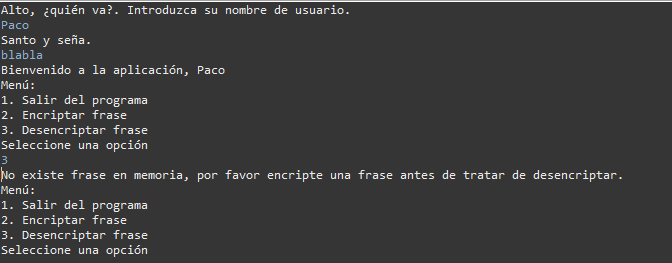 Alto, ¿quién va?. Introduzca su nombre de usuario.
Paco
Santo y seña.
blabla
Bienvenido a la aplicación, Paco
Menú:
1. Salir del programa
2. Encriptar frase
3. Desencriptar frase
Seleccione una opción
3
No existe frase en memoria, por favor encripte una frase antes de tratar de desencriptar.
Menú:
1. Salir del programa
2. Encriptar frase
3. Desencriptar frase
Seleccione una opción